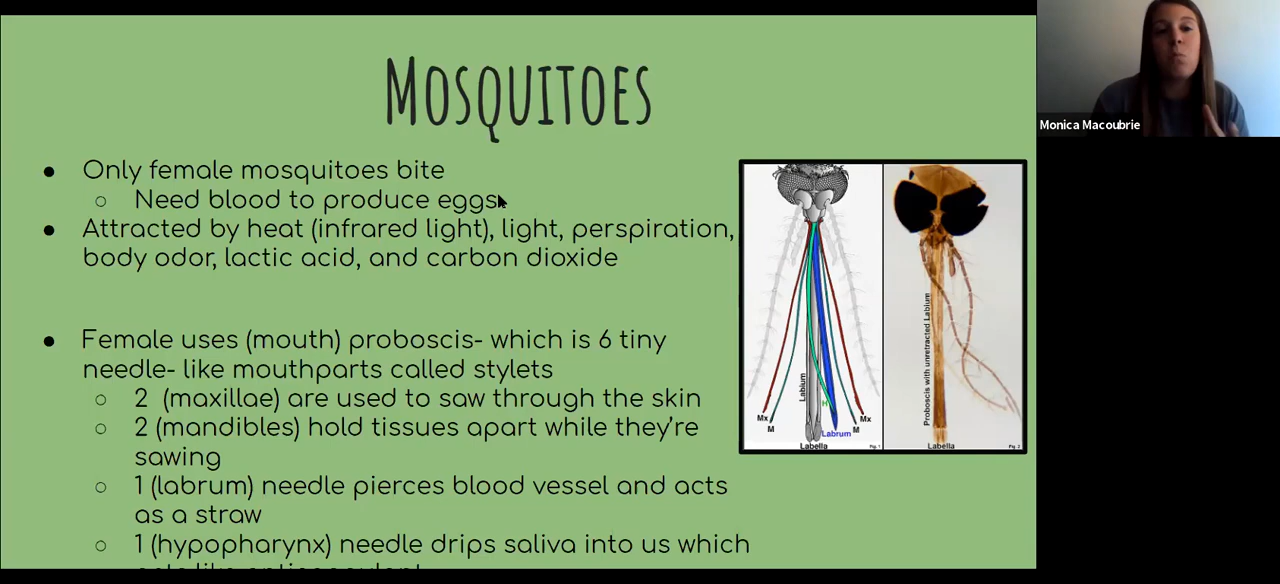 MOSQUITOES
Monica Macoubrie
● Only female mosquitoes bite
○ Need blood to produce eggs
● Attracted by heat (infrared light), light, perspiration,
body odor, lactic acid, and carbon dioxide
● Female uses (mouth) proboscis- which is 6 tiny
needle- like mouthparts called stylets
○ 2 (maxillae) are used to saw through the skin
○ 2 (mandibles) hold tissues apart while they're
sawing
○ 1 (labrum) needle pierces blood vessel and acts
as a straw
○ 1 (hypopharynx) needle drips saliva into us which
Labium
Mx
M
H
Labrum
M
Mx
Labella
Fig. 1
Proboscis with unretracted Labium
Labella
Fig. 2